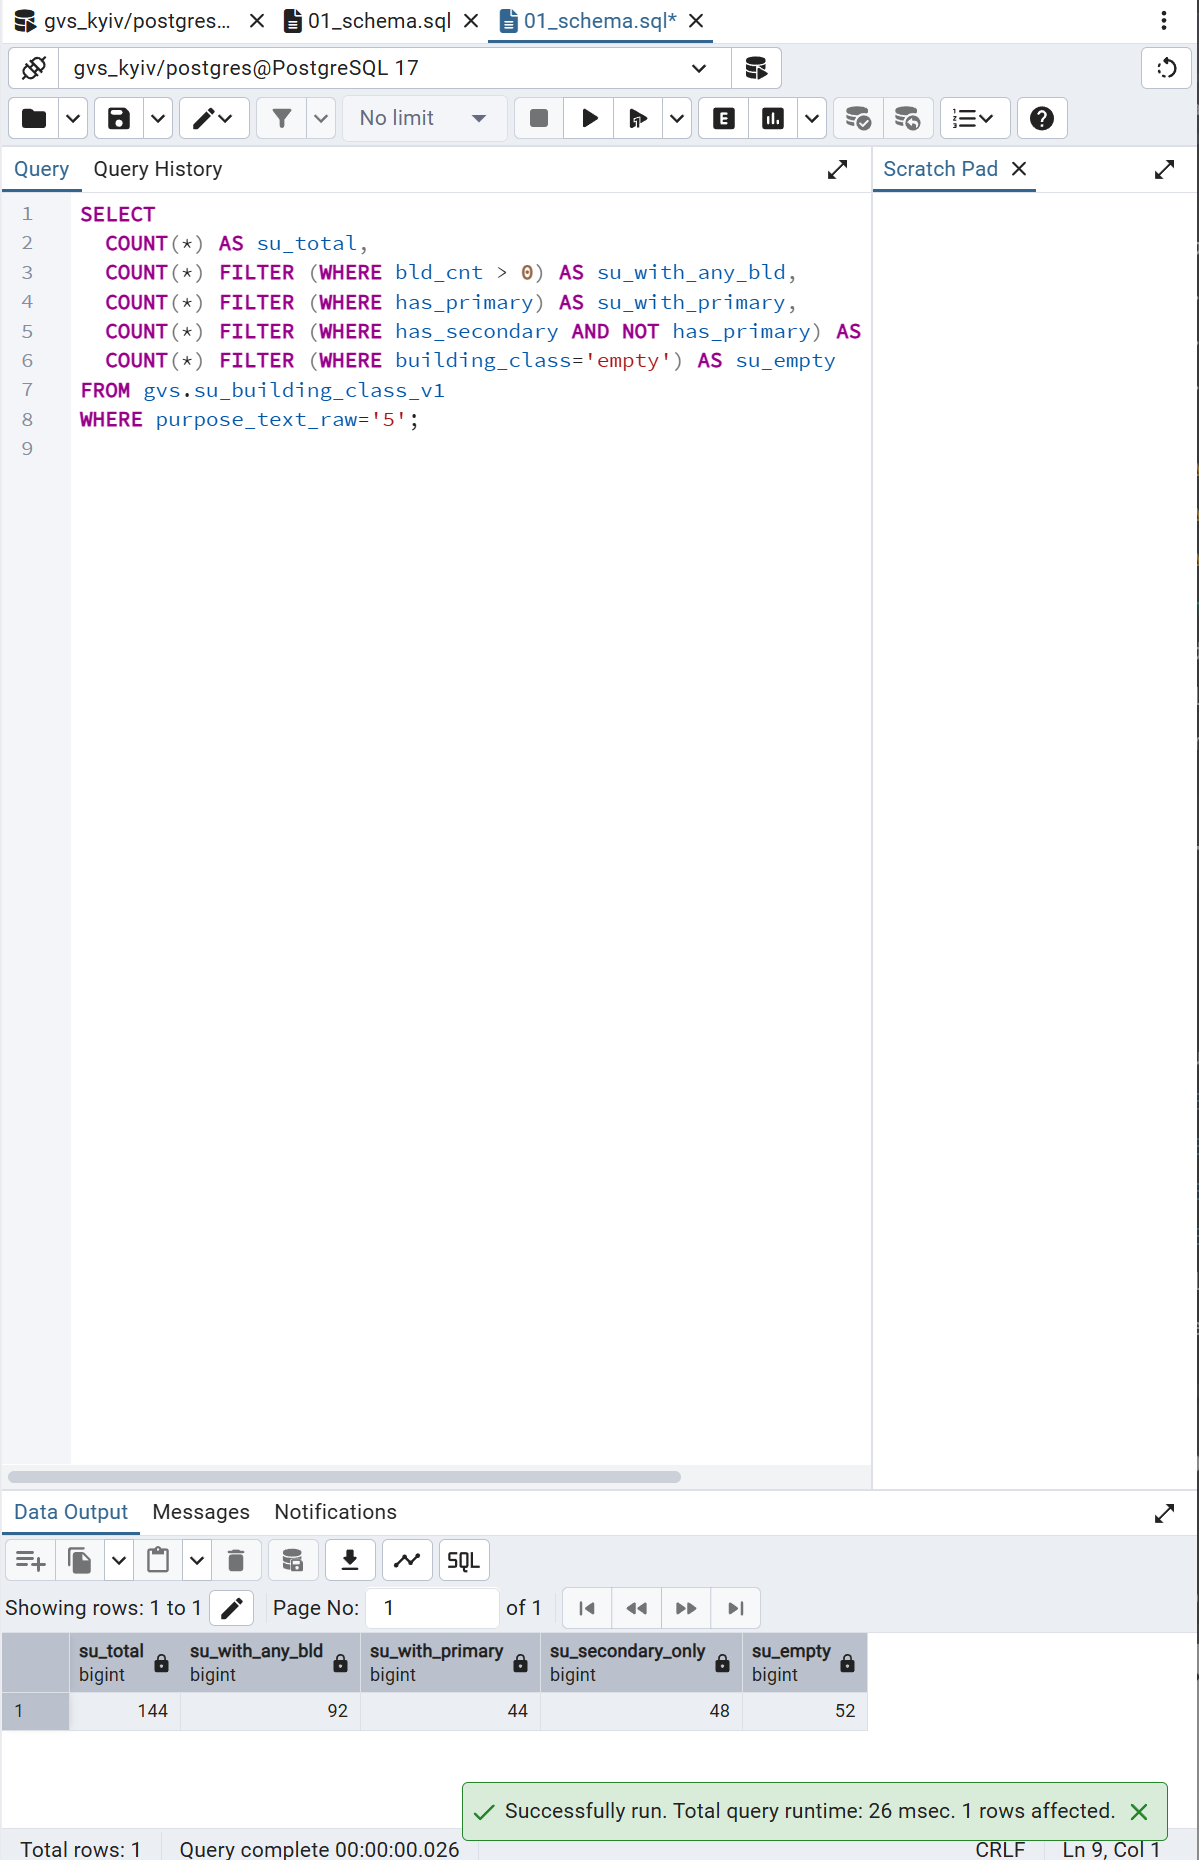 gvs_kyiv/postgres...
01_schema.sql
01_schema.sql*
gvs_kyiv/postgres@PostgreSQL 17
No limit
E
Query
Query History
Scratch Pad
1 SELECT
2 COUNT(*) AS su_total,
3 COUNT(*) FILTER (WHERE bld_cnt > 0) AS su_with_any_bld,
4 COUNT(*) FILTER (WHERE has_primary) AS su_with_primary,
5 COUNT(*) FILTER (WHERE has_secondary AND NOT has_primary) AS
6 COUNT(*) FILTER (WHERE building_class='empty') AS su_empty
7 FROM gvs.su_building_class_v1
8 WHERE purpose_text_raw='5';
9
Data Output
Messages
Notifications
SQL
Showing rows: 1 to 1
Page No: 1 of 1
su_total su_with_any_bld su_with_primary su_secondary_only su_empty
bigint bigint bigint bigint bigint
1 144 92 44 48 52
Successfully run. Total query runtime: 26 msec. 1 rows affected.
Total rows: 1
Query complete 00:00:00.026
CRLF
Ln 9, Col 1